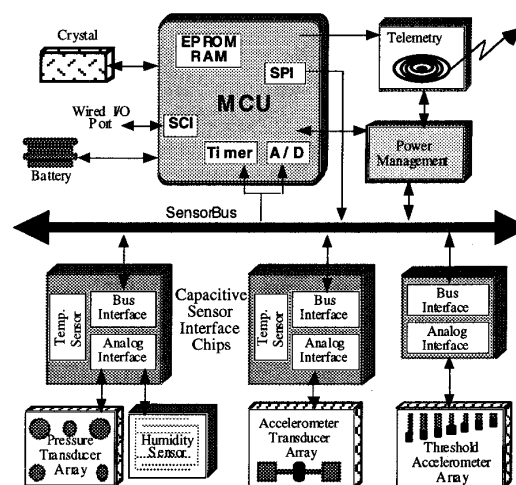 Crystal
EPROM
RAM
SPI
MCU
Telemetry
Wired I/O
Port
SCI
Timer
A/D
Power
Management
Battery
SensorBus
Temp.
Sensor
Bus
Interface
Analog
Interface
Capacitive
Sensor
Interface
Chips
Temp.
Sensor
Bus
Interface
Analog
Interface
Bus
Interface
Analog
Interface
Pressure
Transducer
Array
Humidity
Sensor
Accelerometer
Transducer
Array
Threshold
Accelerometer
Array